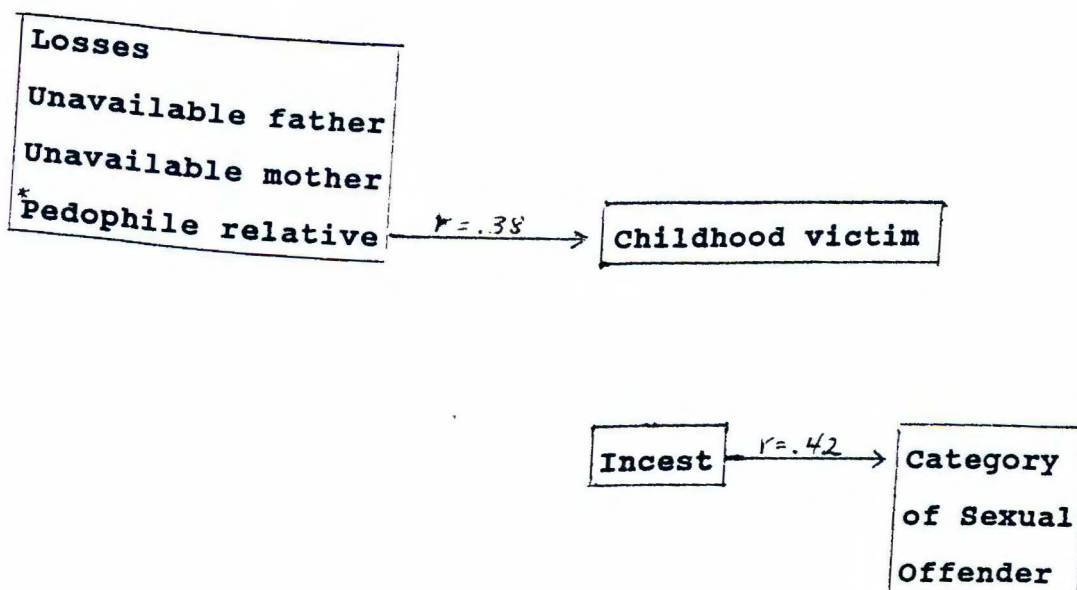 Losses
Unavailable father
Unavailable mother
*Pedophile relative
r=.38
Childhood victim
Incest
r=.42
Category
of Sexual
Offender